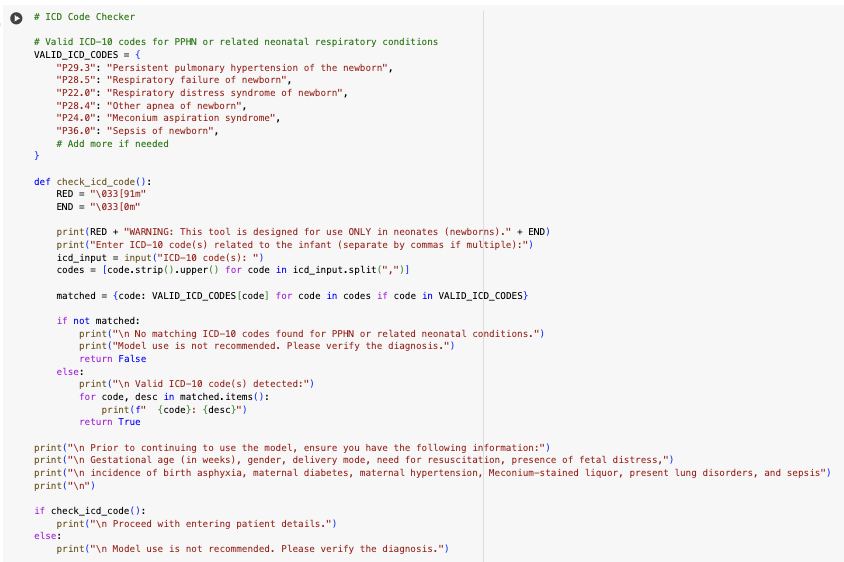 # ICD Code Checker
# Valid ICD-10 codes for PPHN or related neonatal respiratory conditions
VALID_ICD_CODES = {
    "P29.3": "Persistent pulmonary hypertension of the newborn",
    "P28.5": "Respiratory failure of newborn",
    "P22.0": "Respiratory distress syndrome of newborn",
    "P28.4": "Other apnea of newborn",
    "P24.0": "Meconium aspiration syndrome",
    "P36.0": "Sepsis of newborn",
    # Add more if needed
}
def check_icd_code():
    RED = "\033[91m"
    END = "\033[0m"
    print(RED + "WARNING: This tool is designed for use ONLY in neonates (newborns)." + END)
    print("Enter ICD-10 code(s) related to the infant (separate by commas if multiple):")
    icd_input = input("ICD-10 code(s): ")
    codes = [code.strip().upper() for code in icd_input.split(",")]
    matched = {code: VALID_ICD_CODES[code] for code in codes if code in VALID_ICD_CODES}
    if not matched:
        print("\n No matching ICD-10 codes found for PPHN or related neonatal conditions.")
        print("Model use is not recommended. Please verify the diagnosis.")
        return False
    else:
        print("\n Valid ICD-10 code(s) detected:")
        for code, desc in matched.items():
            print(f"  {code}: {desc}")
        return True
print("\n Prior to continuing to use the model, ensure you have the following information:")
print("\n Gestational age (in weeks), gender, delivery mode, need for resuscitation, presence of fetal distress,")
print("\n incidence of birth asphyxia, maternal diabetes, maternal hypertension, Meconium-stained liquor, present lung disorders, and sepsis")
print("\n")
if check_icd_code():
    print("\n Proceed with entering patient details.")
else:
    print("\n Model use is not recommended. Please verify the diagnosis.")